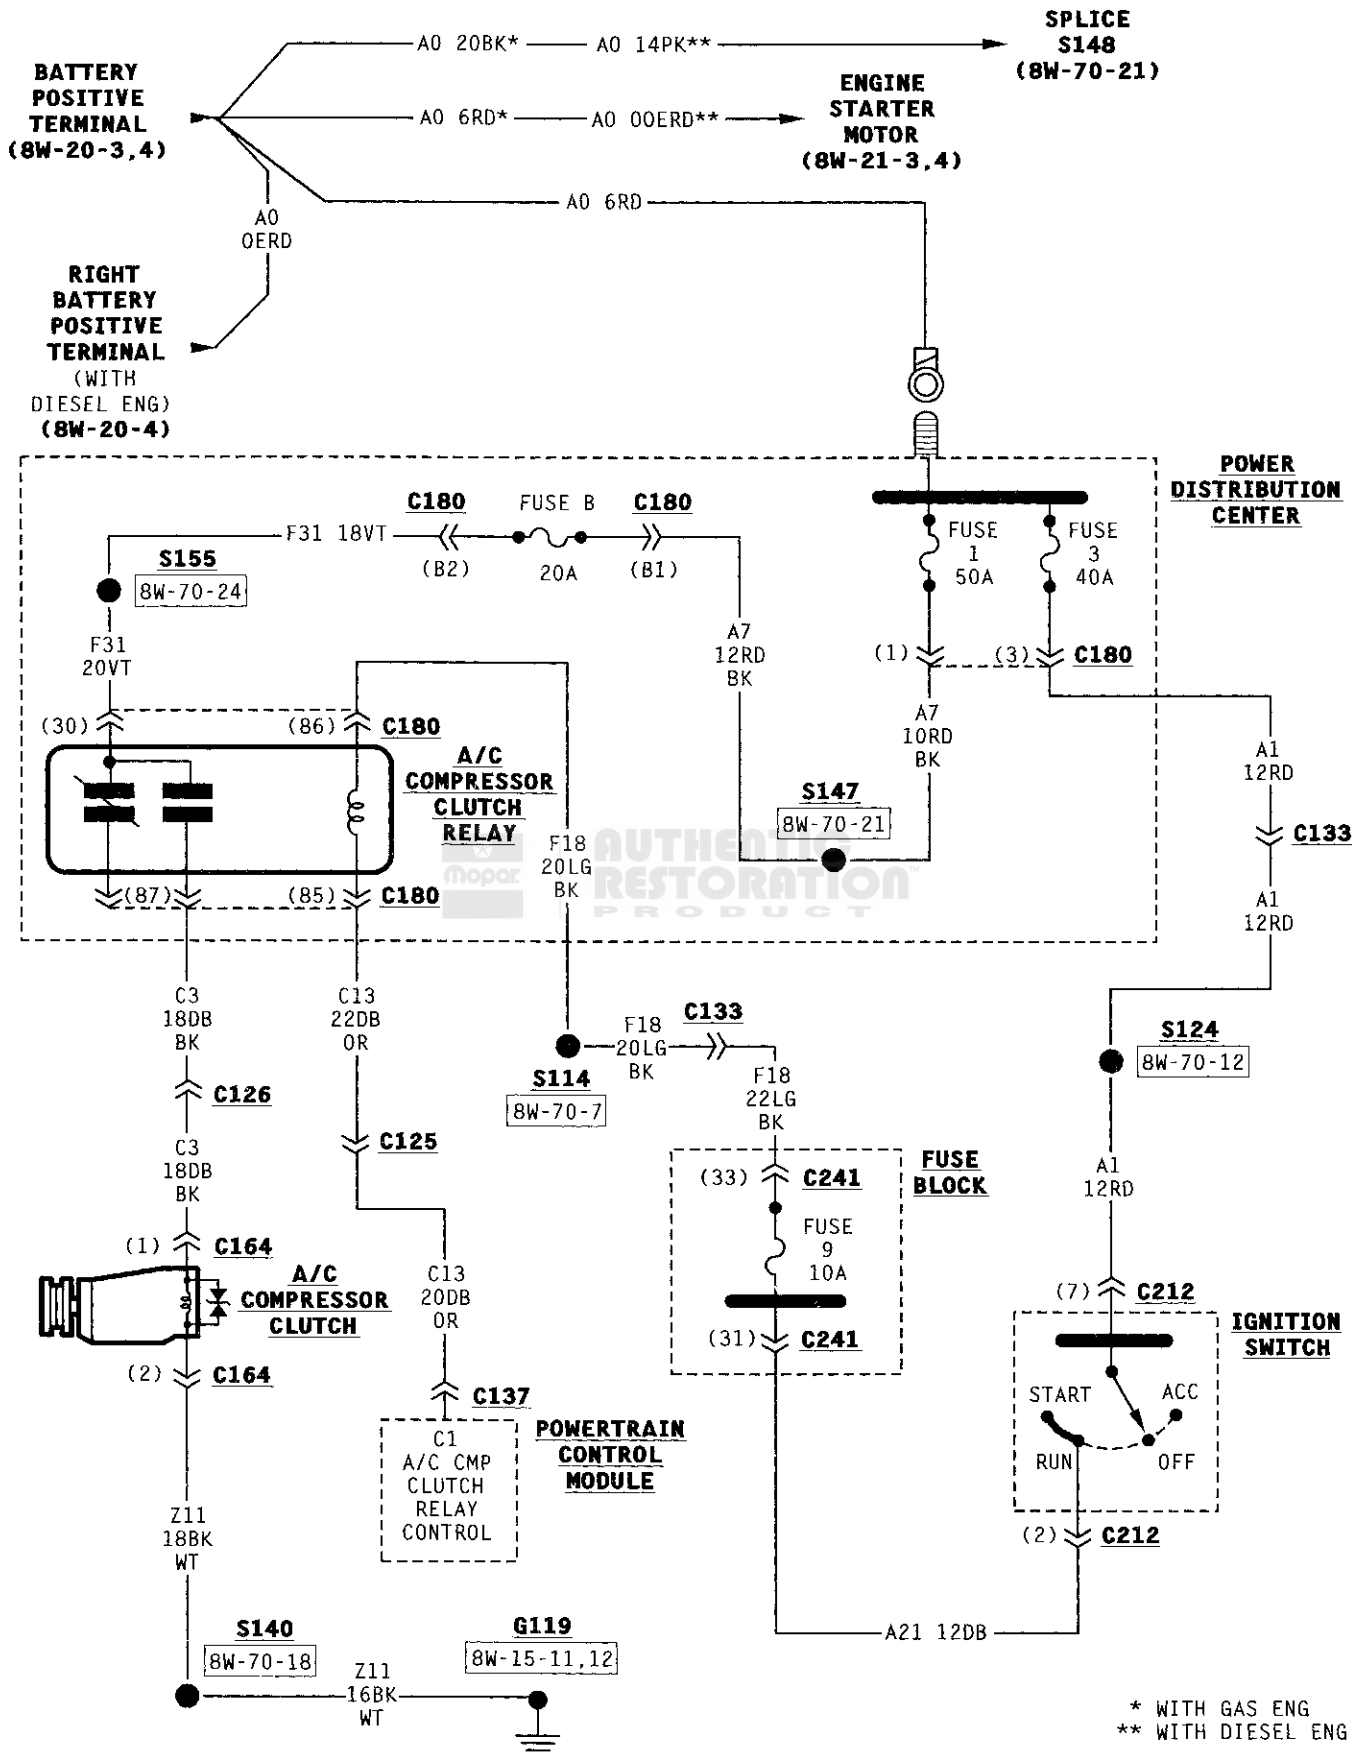 SPLICE
S148
(8W-70-21)
A0 20BK*
A0 14PK**
BATTERY
POSITIVE
TERMINAL
(8W-20-3,4)
ENGINE
STARTER
MOTOR
(8W-21-3,4)
A0 6RD*
A0 00ERD**
A0 6RD
A0
0ERD
RIGHT
BATTERY
POSITIVE
TERMINAL
(WITH
DIESEL ENG)
(8W-20-4)
POWER
DISTRIBUTION
CENTER
C180
FUSE B
C180
F31 18VT
(B2)
20A
(B1)
FUSE
1
50A
FUSE
3
40A
S155
8W-70-24
F31
20VT
A7
12RD
BK
(1)
(3)
C180
A7
10RD
BK
(30)
(86)
C180
A/C
COMPRESSOR
CLUTCH
RELAY
A1
12RD
S147
8W-70-21
C133
F18
20LG
BK
Mopar
AUTHENTIC
RESTORATION™
PRODUCT
(87)
(85)
C180
A1
12RD
C3
18DB
BK
C13
22DB
OR
F18
20LG
BK
C133
S114
8W-70-7
S124
8W-70-12
F18
22LG
BK
C126
C125
C3
18DB
BK
A1
12RD
FUSE
BLOCK
(33)
C241
FUSE
9
10A
(31)
C241
(1)
C164
A/C
COMPRESSOR
CLUTCH
(2)
C164
C13
20DB
OR
C137
(7)
C212
IGNITION
SWITCH
START
ACC
RUN
OFF
(2)
C212
POWERTRAIN
CONTROL
MODULE
C1
A/C CMP
CLUTCH
RELAY
CONTROL
Z11
18BK
WT
A21 12DB
S140
8W-70-18
G119
8W-15-11,12
Z11
16BK
WT
* WITH GAS ENG
** WITH DIESEL ENG